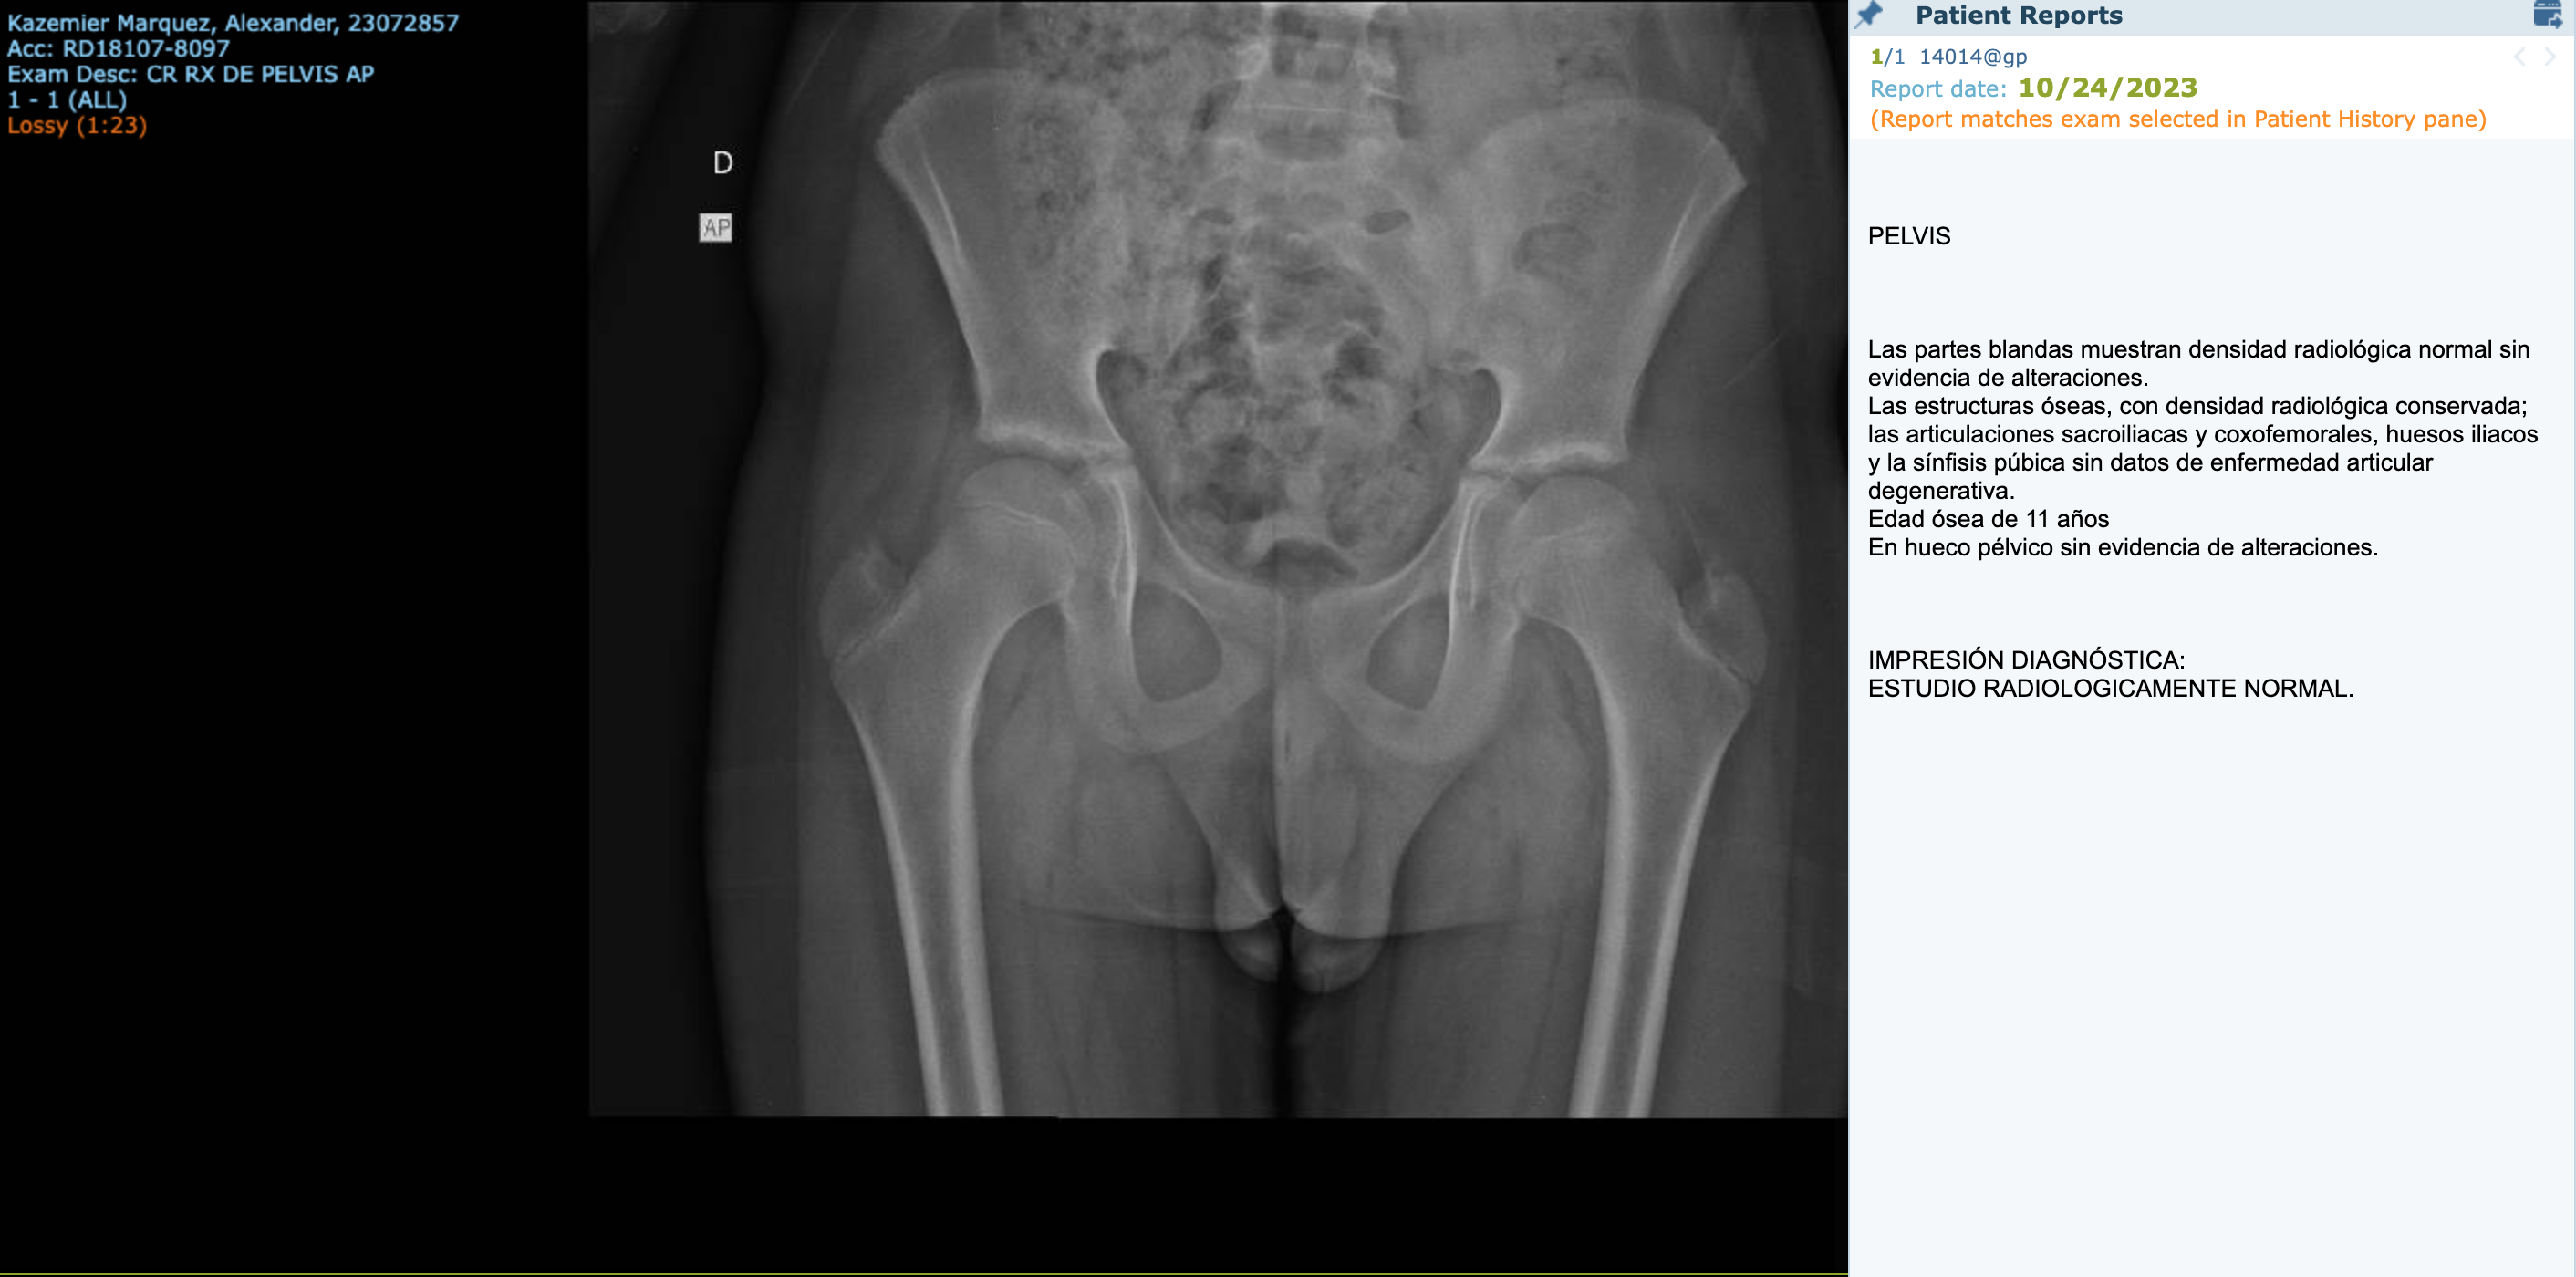 Kazemier Marquez, Alexander, 23072857
Acc: RD18107-8097
Exam Desc: CR RX DE PELVIS AP
1 - 1 (ALL)
Lossy (1:23)
D
AP
Patient Reports
1/1 14014@gp
Report date: 10/24/2023
(Report matches exam selected in Patient History pane)
PELVIS
Las partes blandas muestran densidad radiológica normal sin
evidencia de alteraciones.
Las estructuras óseas, con densidad radiológica conservada;
las articulaciones sacroiliacas y coxofemorales, huesos iliacos
y la sínfisis púbica sin datos de enfermedad articular
degenerativa.
Edad ósea de 11 años
En hueco pélvico sin evidencia de alteraciones.
IMPRESIÓN DIAGNÓSTICA:
ESTUDIO RADIOLOGICAMENTE NORMAL.